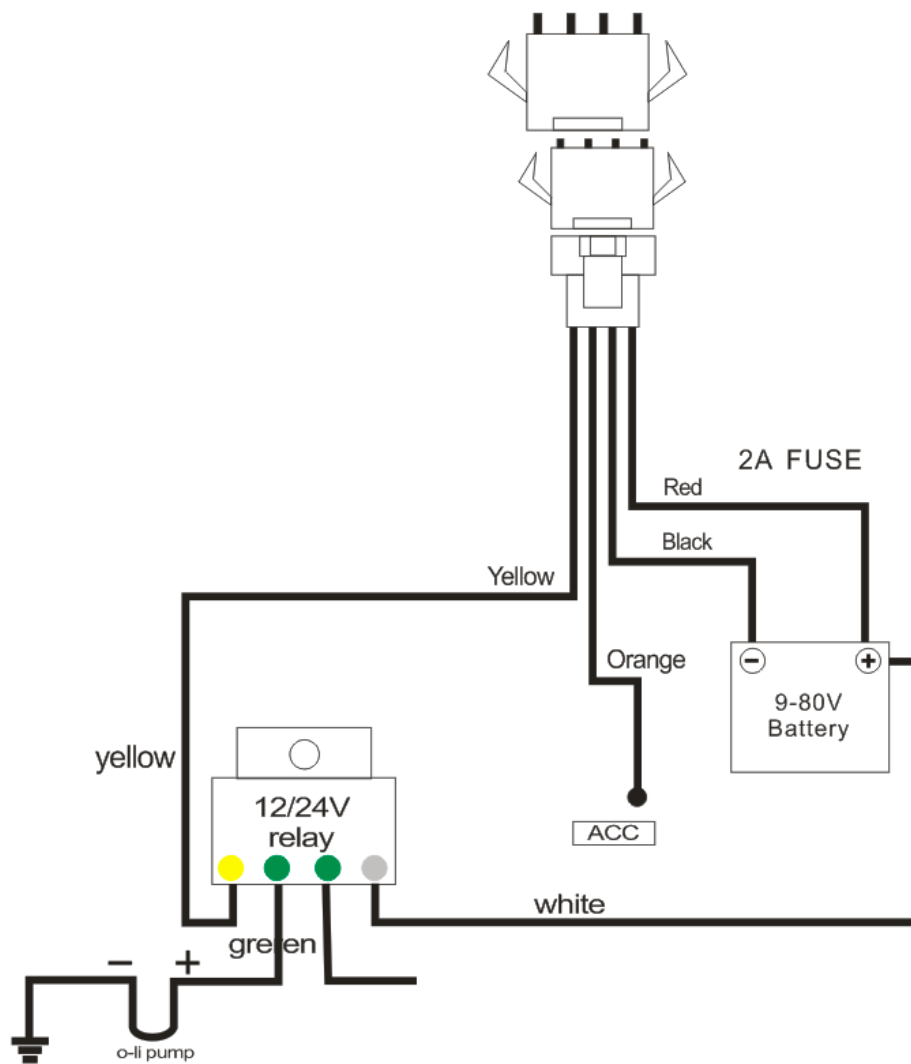 2A FUSE
Red
Black
Yellow
Orange
9-80V
Battery
yellow
12/24V
relay
ACC
white
green
− +
o-li pump